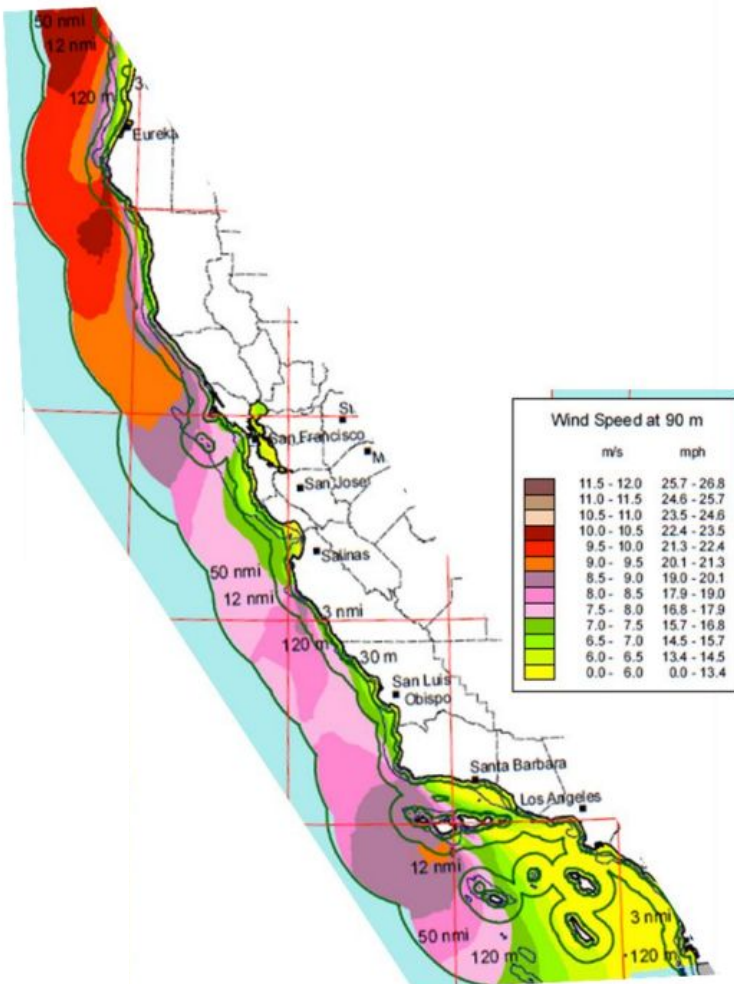 50 nmi
12 nmi
120 m
Eureka
St
San Francisco
M
San Jose
Salinas
50 nmi
12 nmi
3 nmi
120 m
30 m
San Luis
Obispo
Santa Barbara
Los Angeles
12 nmi
3 nmi
50 nmi
120 m
120 m
Wind Speed at 90 m
m/s mph
11.5 - 12.0 25.7 - 26.8
11.0 - 11.5 24.6 - 25.7
10.5 - 11.0 23.5 - 24.6
10.0 - 10.5 22.4 - 23.5
9.5 - 10.0 21.3 - 22.4
9.0 - 9.5 20.1 - 21.3
8.5 - 9.0 19.0 - 20.1
8.0 - 8.5 17.9 - 19.0
7.5 - 8.0 16.8 - 17.9
7.0 - 7.5 15.7 - 16.8
6.5 - 7.0 14.5 - 15.7
6.0 - 6.5 13.4 - 14.5
0.0 - 6.0 0.0 - 13.4